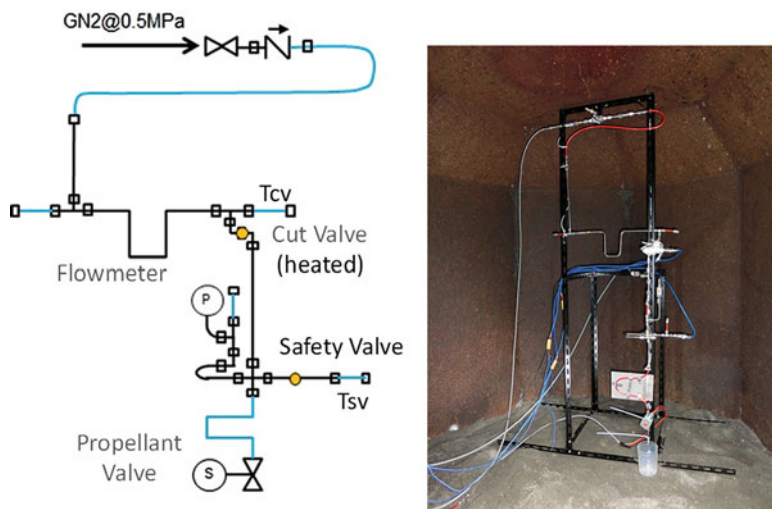 GN2@0.5MPa
Tcv
Cut Valve
(heated)
Flowmeter
P
Safety Valve
Tsv
Propellant
Valve
S